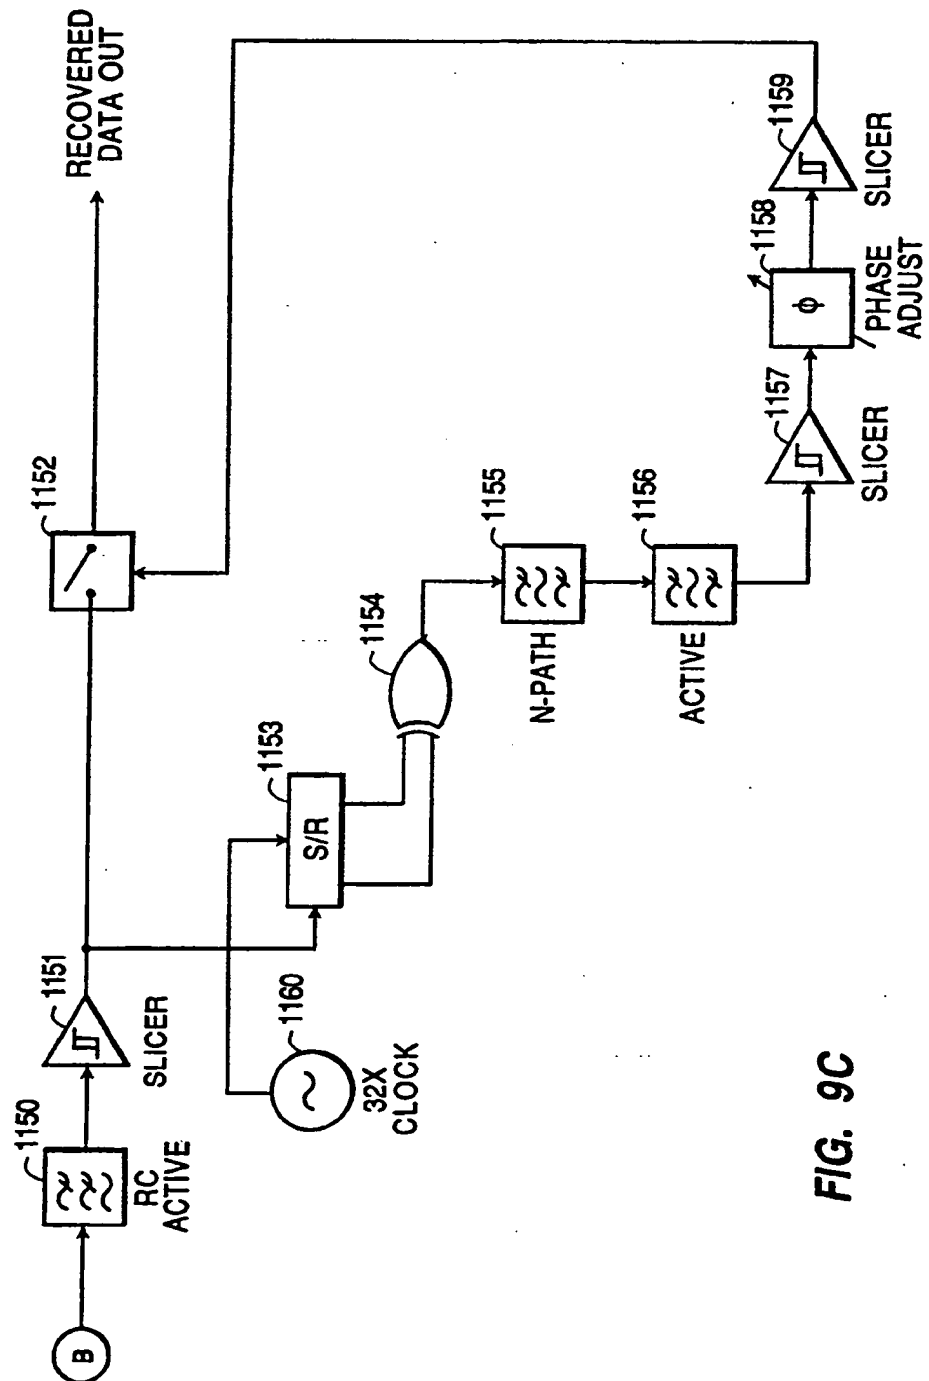 B
1150
RC
ACTIVE
1151
SLICER
1152
RECOVERED
DATA OUT
1160
32X
CLOCK
1153
S/R
1154
1155
N-PATH
1156
ACTIVE
1157
SLICER
1158
Φ
PHASE
ADJUST
1159
SLICER
FIG. 9C